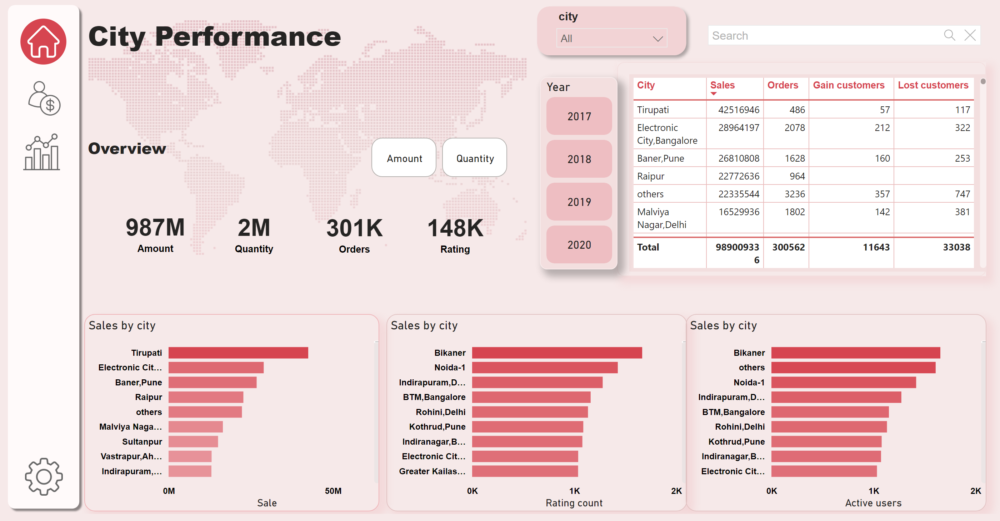 City Performance
city
All
Search
Overview
Amount
Quantity
987M
Amount
2M
Quantity
301K
Orders
148K
Rating
Year
2017
2018
2019
2020
City Sales Orders Gain customers Lost customers
Tirupati 42516946 486 57 117
Electronic 28964197 2078 212 322
City,Bangalore
Baner,Pune 26810808 1628 160 253
Raipur 22772636 964
others 22335544 3236 357 747
Malviya 16529936 1802 142 381
Nagar,Delhi
Total 98900933 300562 11643 33038
6
Sales by city
Tirupati
Electronic Cit...
Baner,Pune
Raipur
others
Malviya Naga...
Sultanpur
Vastrapur,Ah...
Indirapuram,...
0M 50M
Sale
Sales by city
Bikaner
Noida-1
Indirapuram,D...
BTM,Bangalore
Rohini,Delhi
Kothrud,Pune
Indiranagar,B...
Electronic Cit...
Greater Kailas...
0K 1K 2K
Rating count
Sales by city
Bikaner
others
Noida-1
Indirapuram,D...
BTM,Bangalore
Rohini,Delhi
Kothrud,Pune
Indiranagar,B...
Electronic Cit...
0K 1K 2K
Active users